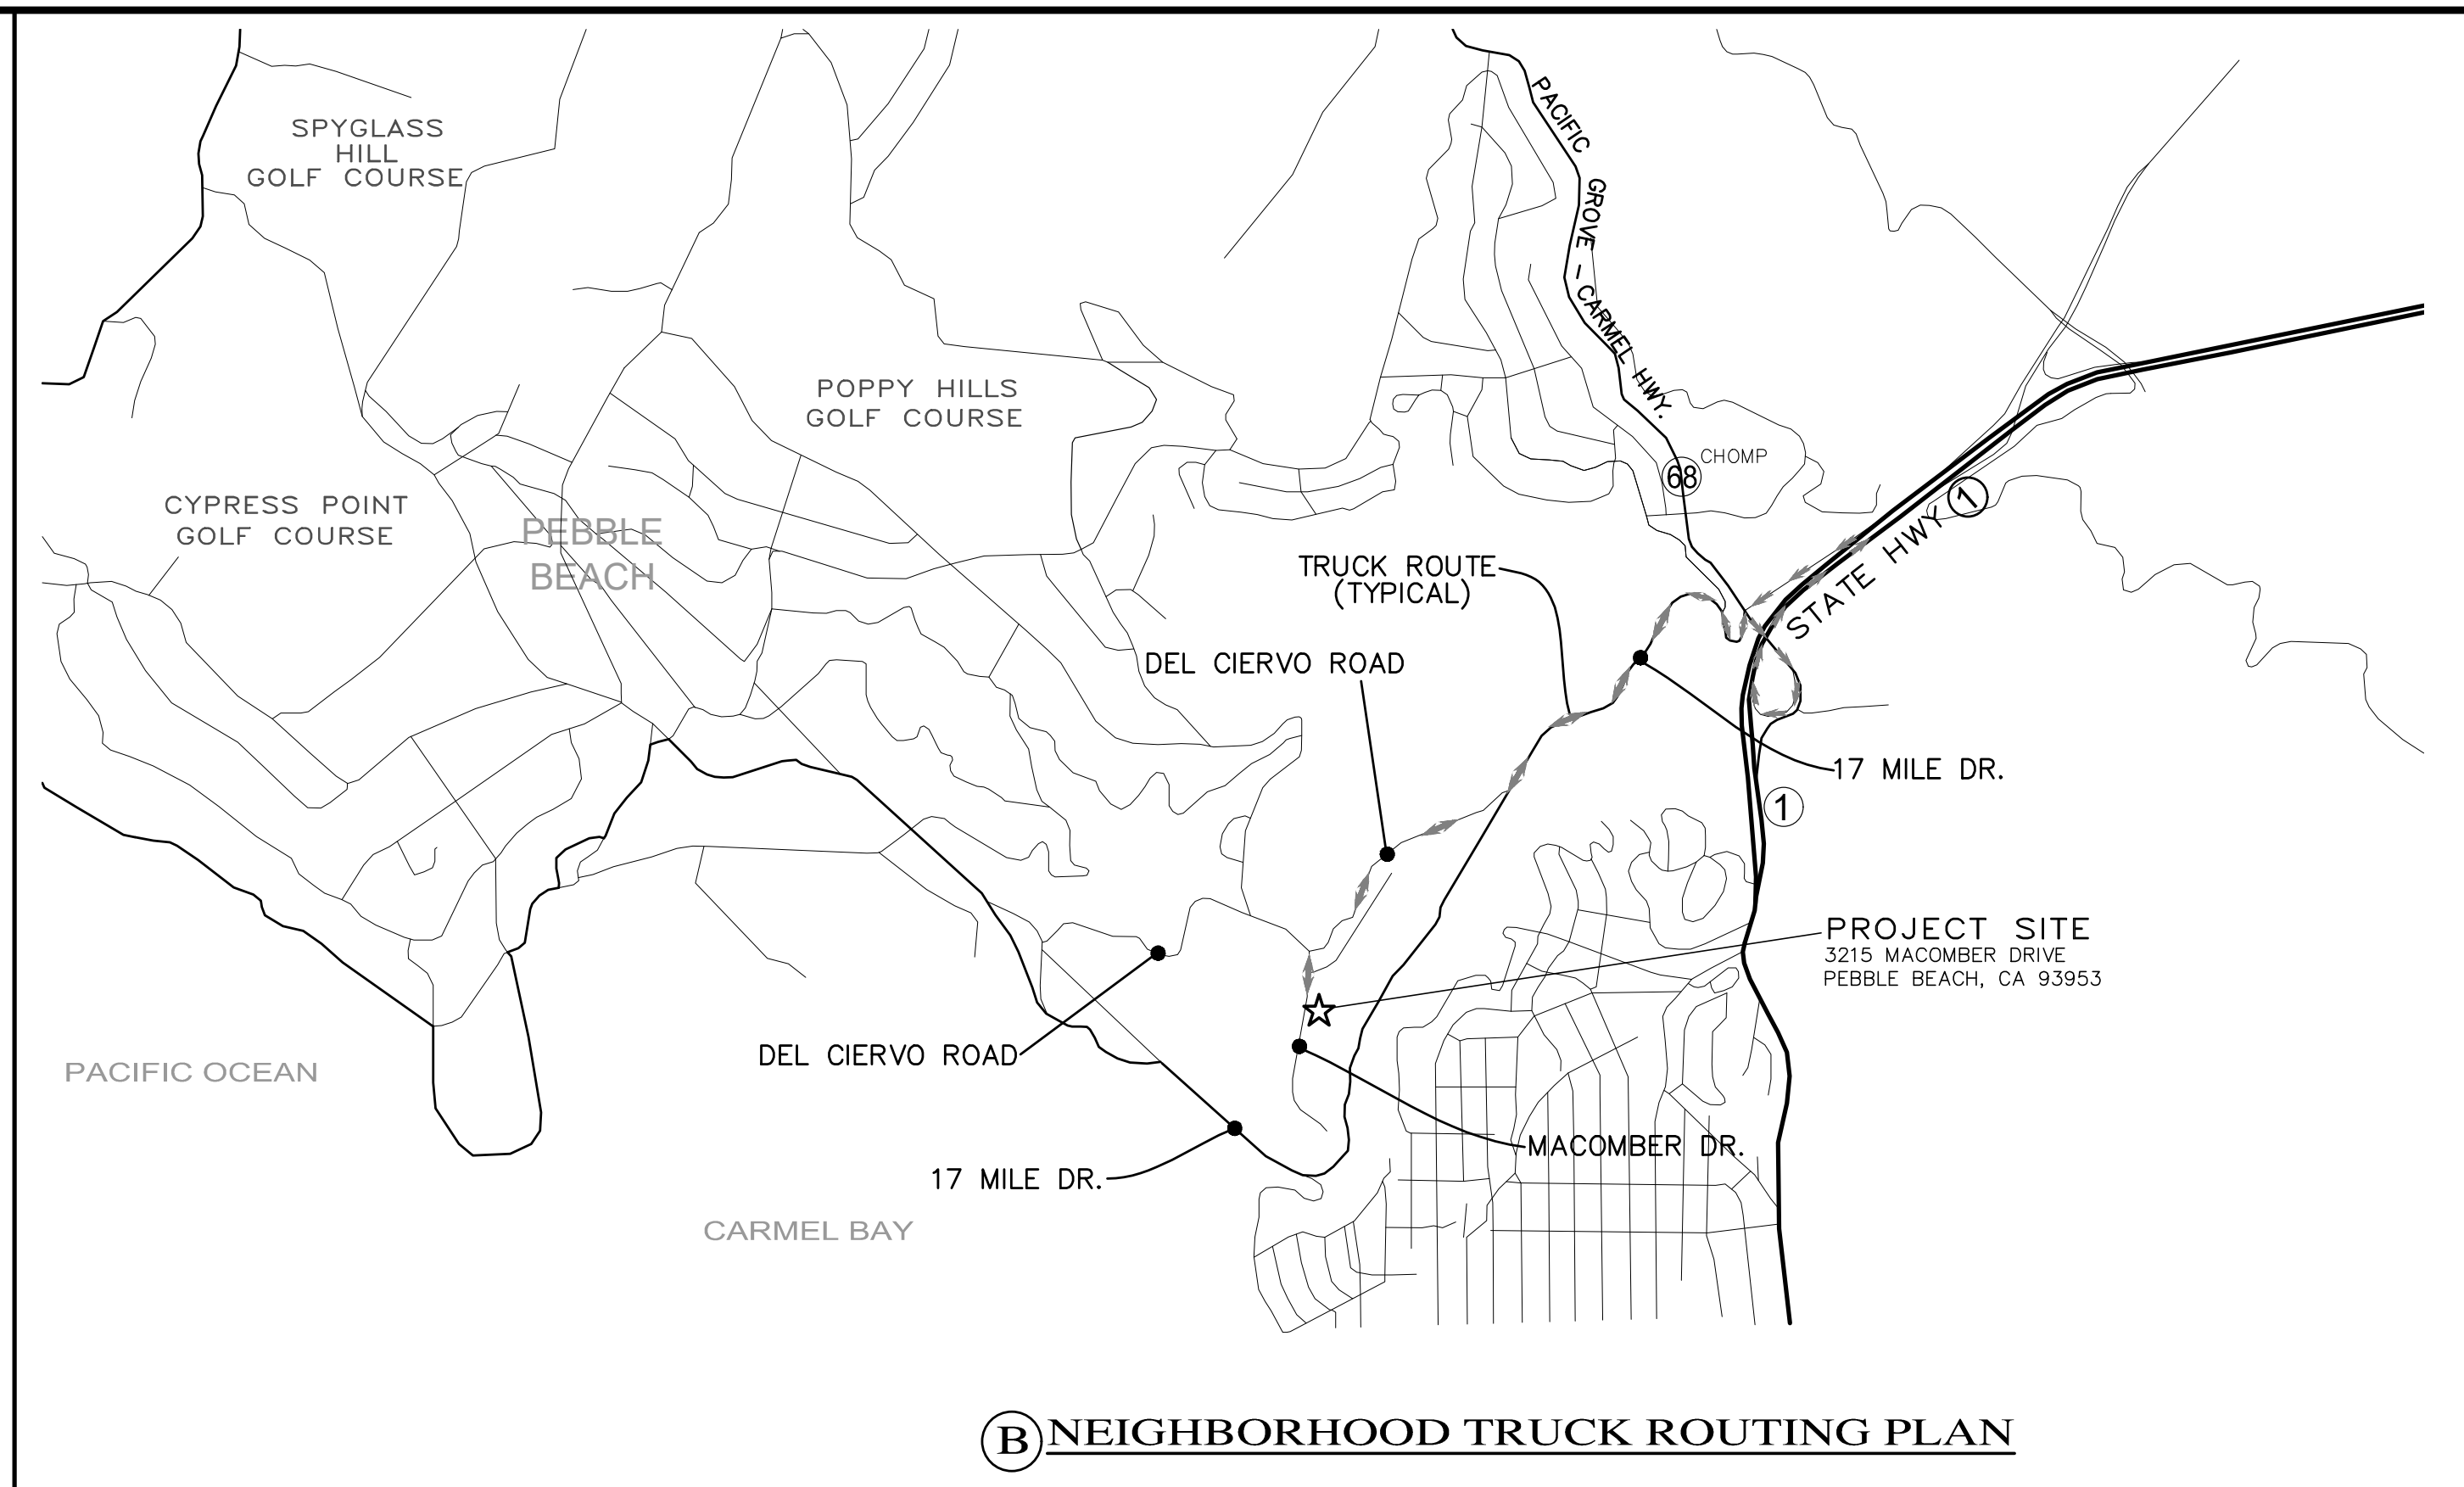 SPYGLASS
HILL
GOLF COURSE
PACIFIC GROVE - CARMEL HWY.
POPPY HILLS
GOLF COURSE
CYPRESS POINT
GOLF COURSE
PEBBLE
BEACH
68
CHOMP
STATE HWY 1
TRUCK ROUTE
(TYPICAL)
DEL CIERVO ROAD
17 MILE DR.
1
PROJECT SITE
3215 MACOMBER DRIVE
PEBBLE BEACH, CA 93953
DEL CIERVO ROAD
PACIFIC OCEAN
MACOMBER DR.
17 MILE DR.
CARMEL BAY
B NEIGHBORHOOD TRUCK ROUTING PLAN